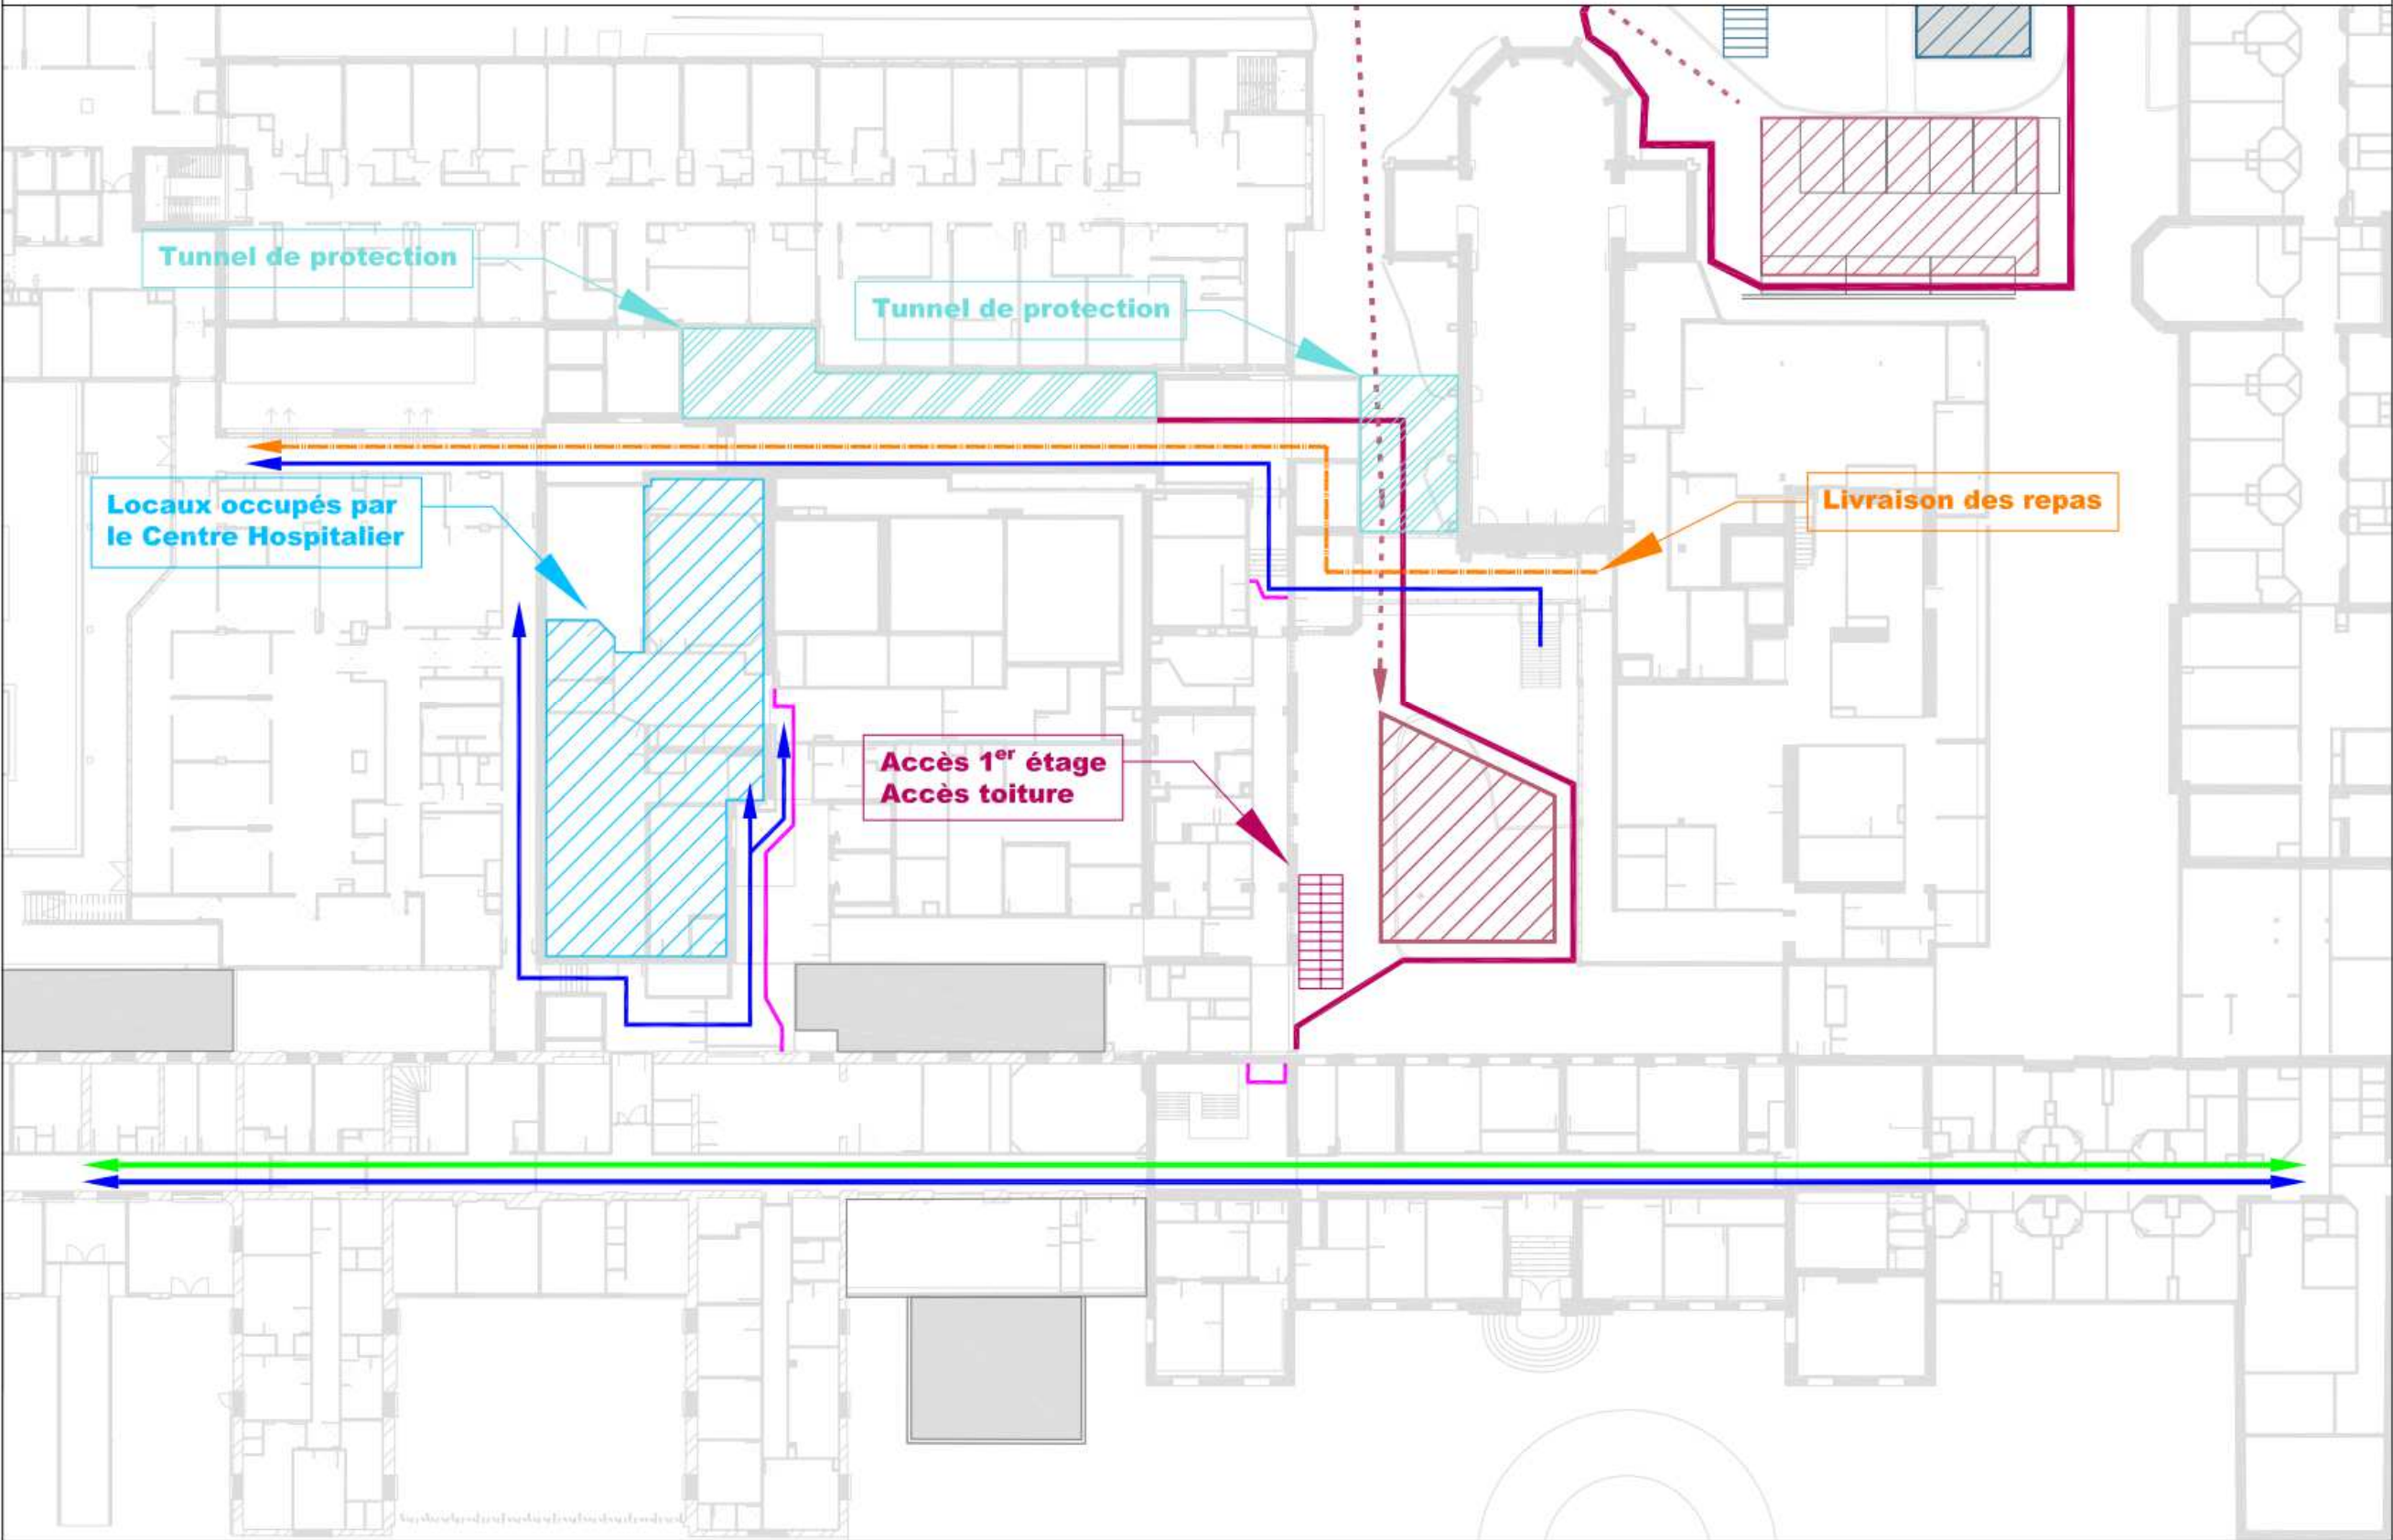 Tunnel de protection
Tunnel de protection
Locaux occupés par
le Centre Hospitalier
Livraison des repas
Accès 1er étage
Accès toiture